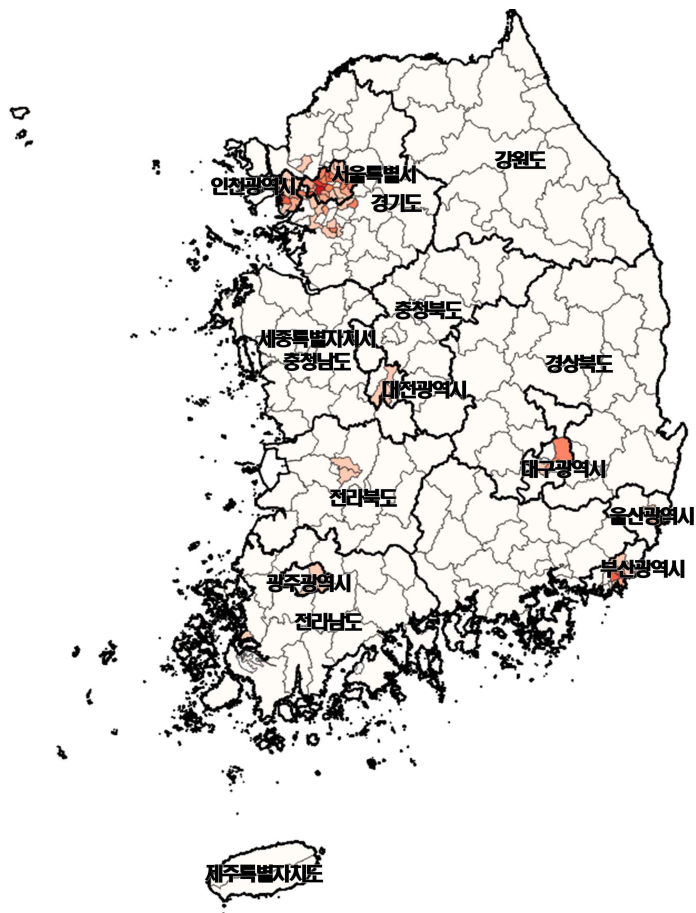 강원도
서울특별시
인천광역시
경기도
충청북도
세종특별자치시
충청남도
경상북도
대전광역시
대구광역시
전라북도
울산광역시
부산광역시
광주광역시
전라남도
제주특별자치도